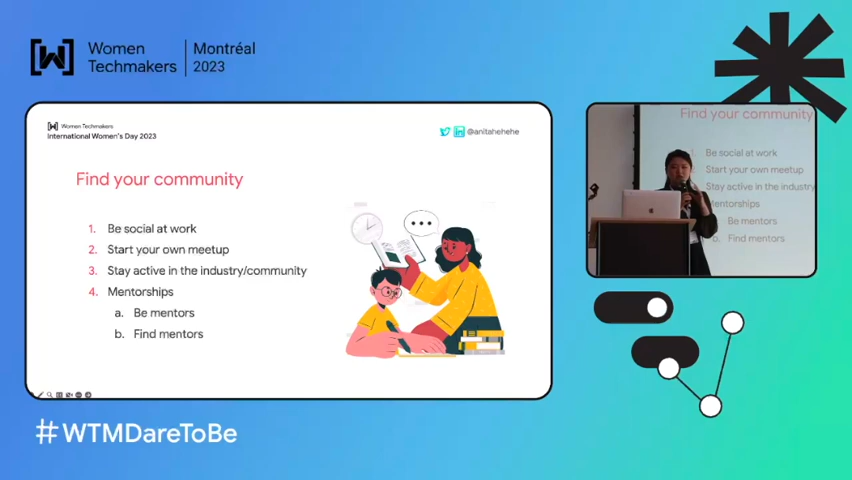 Women
Techmakers
Montréal
2023
Women Techmakers
International Women's Day 2023
@anitahehehe
Find your community
1. Be social at work
2. Start your own meetup
3. Stay active in the industry/community
4. Mentorships
a. Be mentors
b. Find mentors
Find your community
Be social at work
Start your own meetup
Stay active in the industry
Mentorships
Be mentors
b. Find mentors
#WTMDareToBe